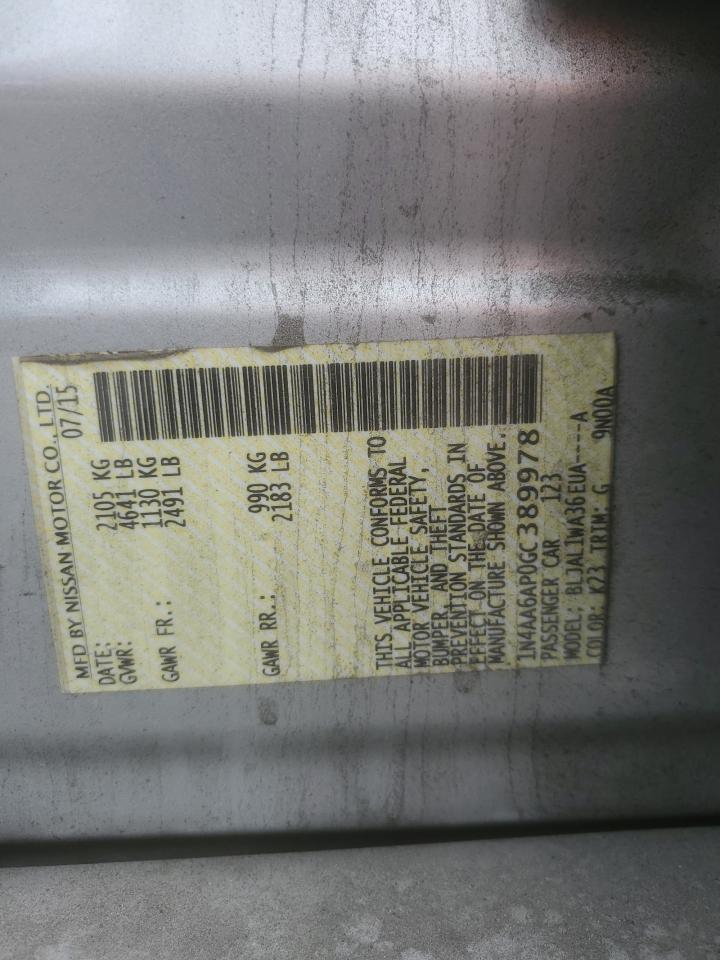 MFD BY NISSAN MOTOR CO., LTD.
DATE: 07/15
GVWR: 2105 KG
4641 LB
GAWR FR.: 1130 KG
2491 LB
GAWR RR.: 990 KG
2183 LB
THIS VEHICLE CONFORMS TO
ALL APPLICABLE FEDERAL
MOTOR VEHICLE SAFETY,
BUMPER, AND THEFT
PREVENTION STANDARDS IN
EFFECT ON THE DATE OF
MANUFACTURE SHOWN ABOVE.
1N4AA6AP0GC389978
PASSENGER CAR 123
MODEL: BLJALIWA36EUA----A
COLOR: K23 TRIM: G 9N00A